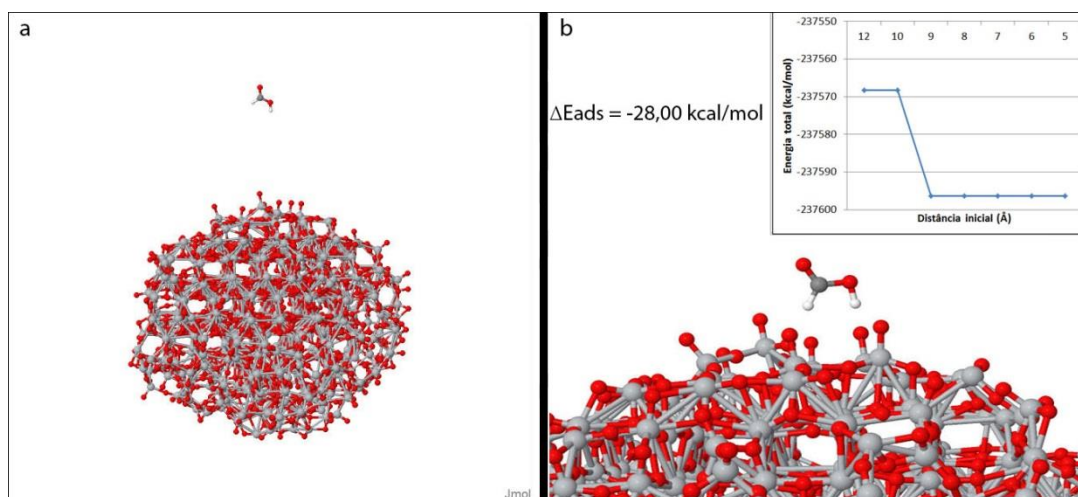 a
Jmol
b
ΔEads = -28,00 kcal/mol
Energia total (kcal/mol)
-237550
-237560
-237570
-237580
-237590
-237600
12 10 9 8 7 6 5
Distância inicial (Å)